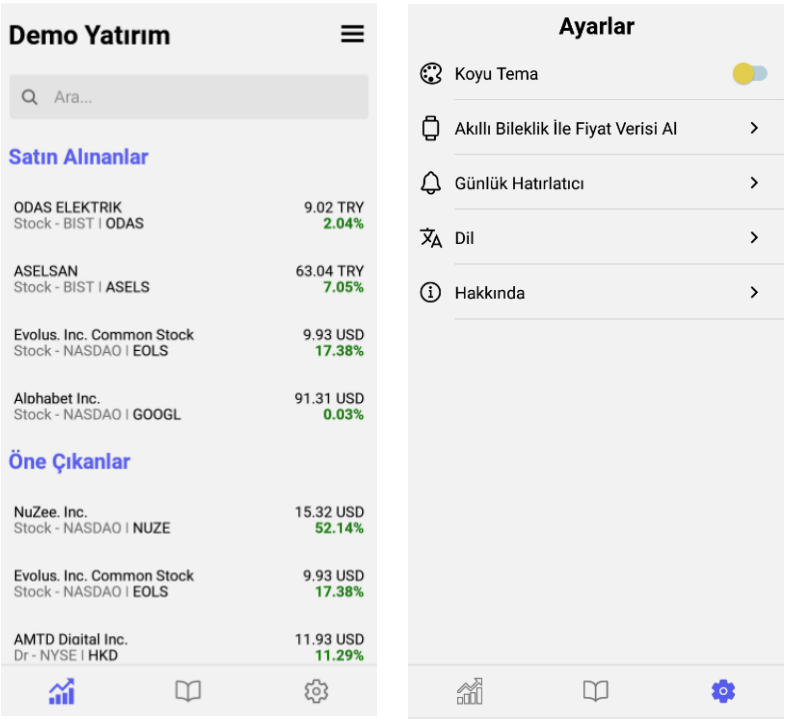 Demo Yatırım
Ara...
Satın Alınanlar
ODAS ELEKTRIK 9.02 TRY
Stock - BIST | ODAS 2.04%
ASELSAN 63.04 TRY
Stock - BIST | ASELS 7.05%
Evolus. Inc. Common Stock 9.93 USD
Stock - NASDAQ | EOLS 17.38%
Alphabet Inc. 91.31 USD
Stock - NASDAQ | GOOGL 0.03%
Öne Çıkanlar
NuZee. Inc. 15.32 USD
Stock - NASDAQ | NUZE 52.14%
Evolus. Inc. Common Stock 9.93 USD
Stock - NASDAQ | EOLS 17.38%
AMTD Digital Inc. 11.93 USD
Dr - NYSE | HKD 11.29%
Ayarlar
Koyu Tema
Akıllı Bileklik İle Fiyat Verisi Al
Günlük Hatırlatıcı
Dil
Hakkında